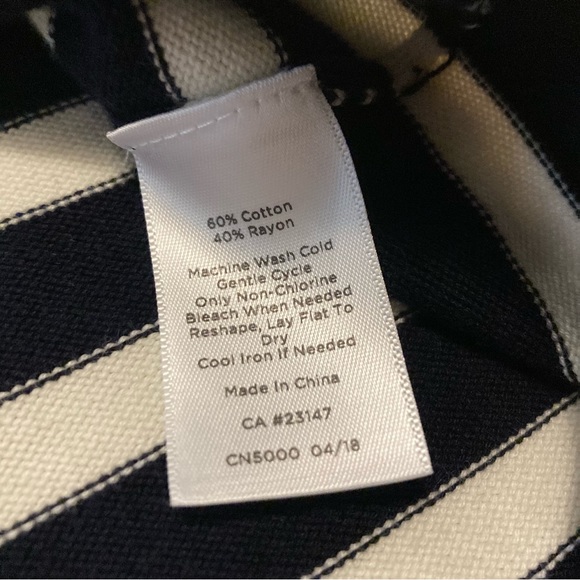 60% Cotton
40% Rayon
Machine Wash Cold
Gentle Cycle
Only Non-Chlorine
Bleach When Needed
Reshape, Lay Flat To
Dry
Cool Iron If Needed
Made In China
CA #23147
CN5000 04/18